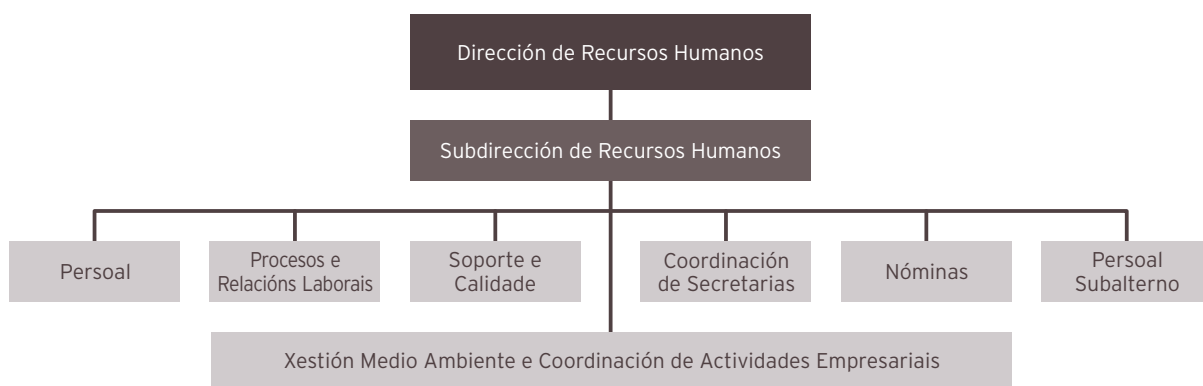 Dirección de Recursos Humanos
Subdirección de Recursos Humanos
Persoal
Procesos e
Relacións Laborais
Soporte e
Calidade
Coordinación
de Secretarias
Nóminas
Persoal
Subalterno
Xestión Medio Ambiente e Coordinación de Actividades Empresariais